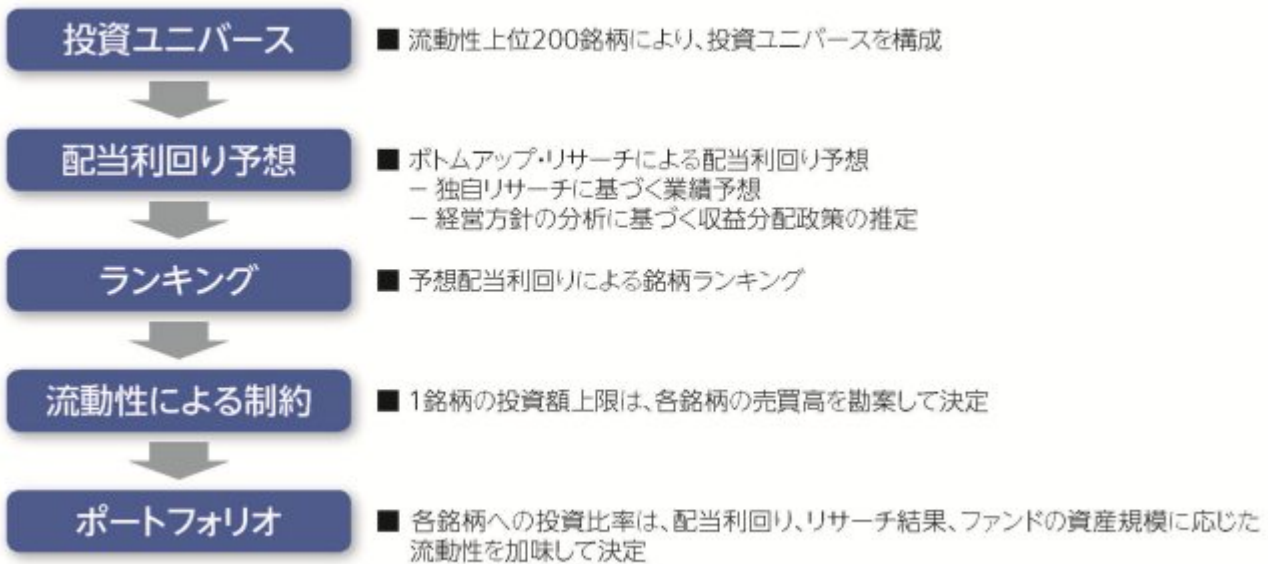 投資ユニバース
■ 流動性上位200銘柄により、投資ユニバースを構成
配当利回り予想
■ ボトムアップ・リサーチによる配当利回り予想
− 独自リサーチに基づく業績予想
− 経営方針の分析に基づく収益分配政策の推定
ランキング
■ 予想配当利回りによる銘柄ランキング
流動性による制約
■ 1銘柄の投資額上限は、各銘柄の売買高を勘案して決定
ポートフォリオ
■ 各銘柄への投資比率は、配当利回り、リサーチ結果、ファンドの資産規模に応じた
流動性を加味して決定